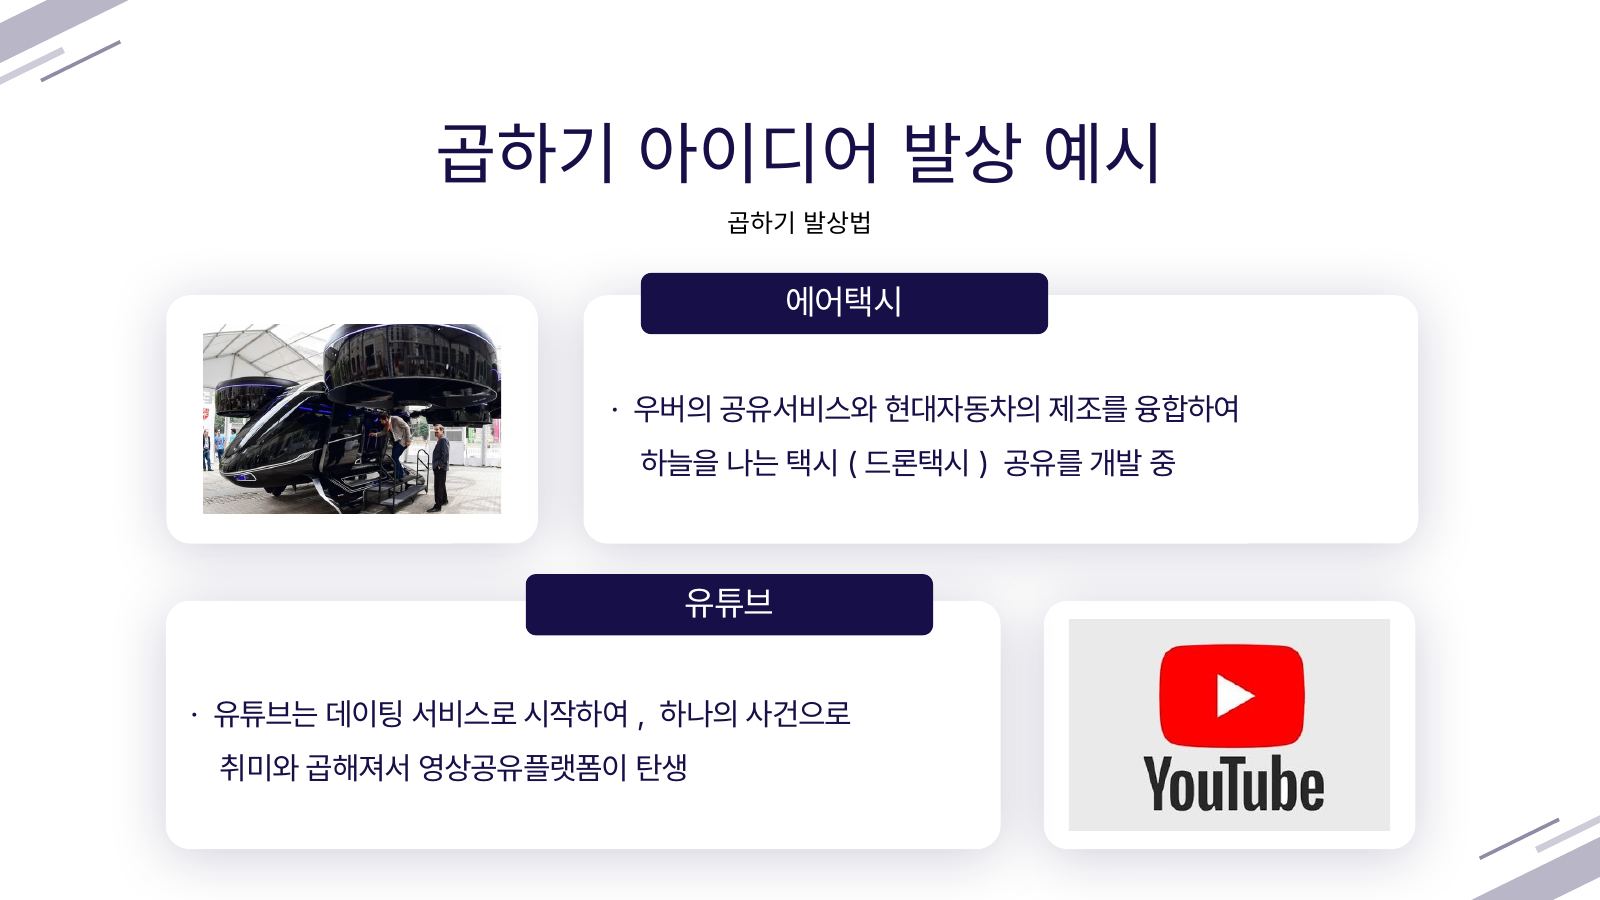 곱하기 아이디어 발상 예시
곱하기 발상법
에어택시
· 우버의 공유서비스와 현대자동차의 제조를 융합하여
하늘을 나는 택시 ( 드론택시 ) 공유를 개발 중
유튜브
· 유튜브는 데이팅 서비스로 시작하여 , 하나의 사건으로
취미와 곱해져서 영상공유플랫폼이 탄생
YouTube